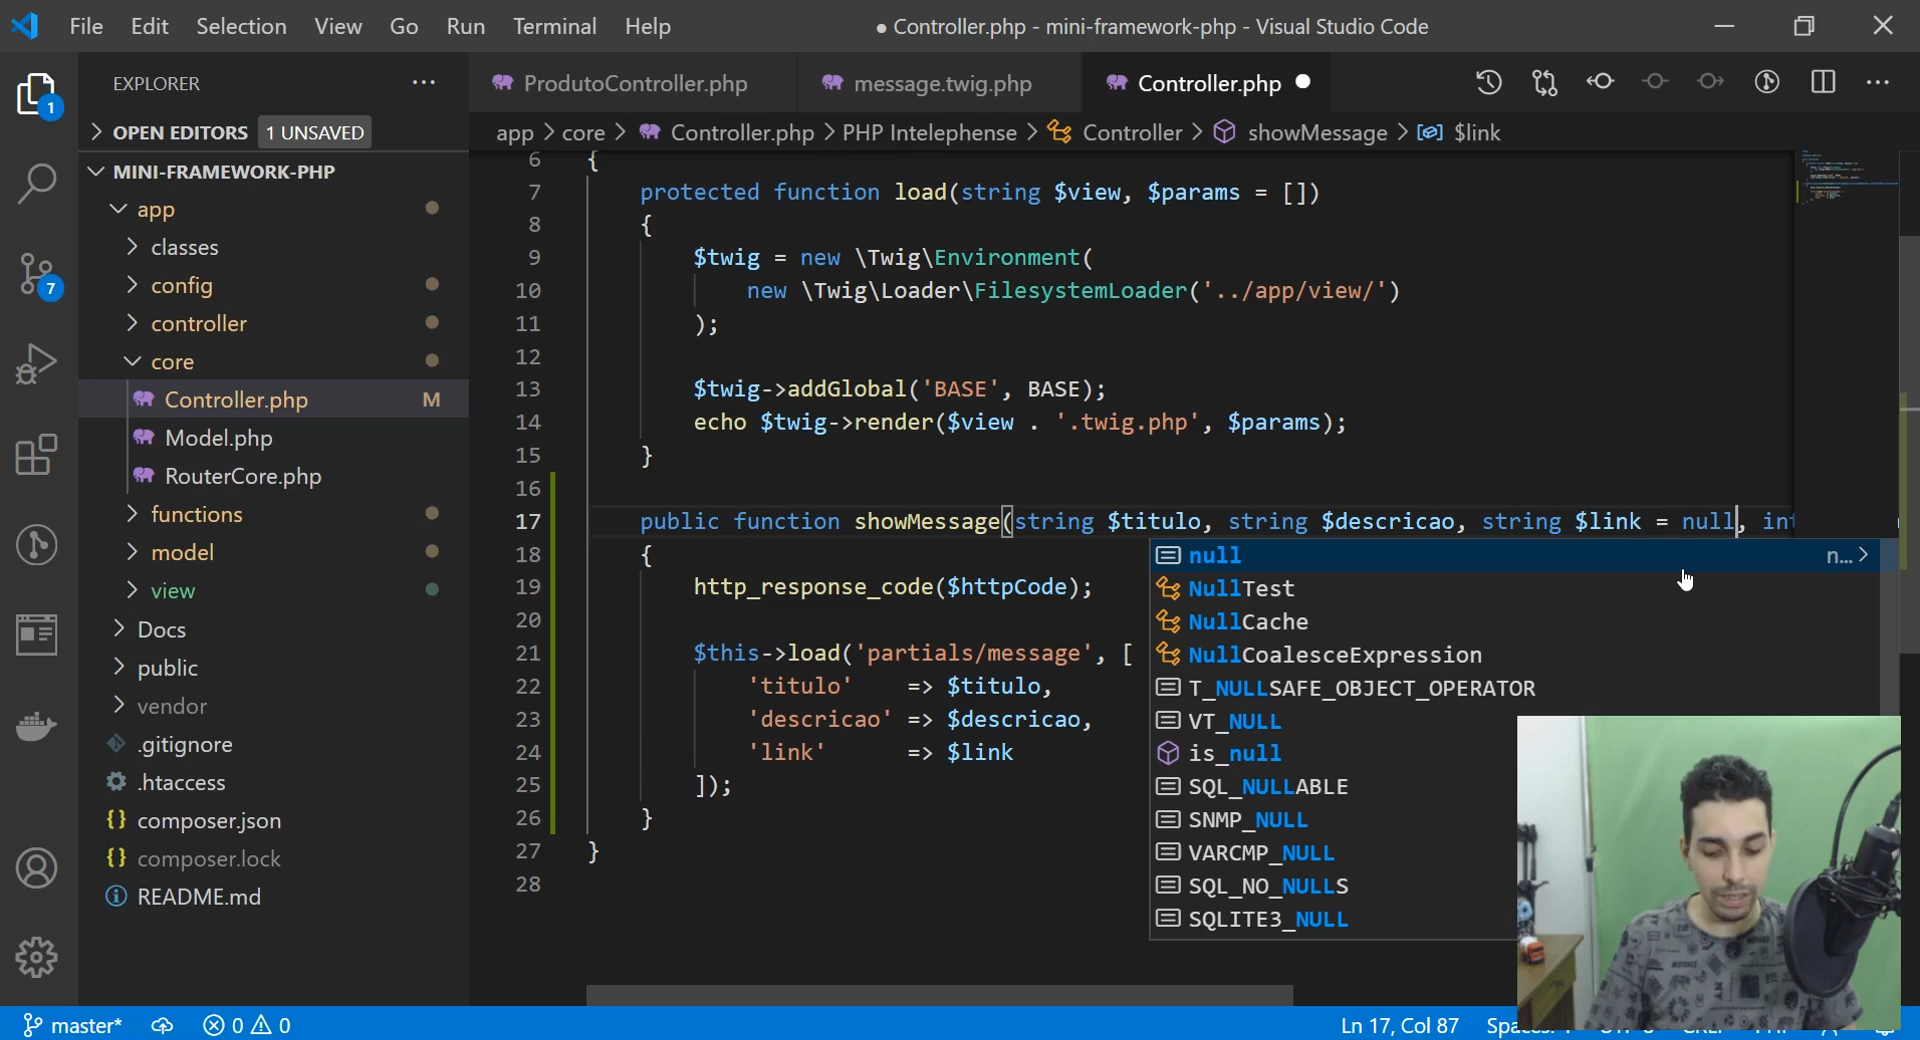 File Edit Selection View Go Run Terminal Help
● Controller.php - mini-framework-php - Visual Studio Code
EXPLORER
OPEN EDITORS 1 UNSAVED
MINI-FRAMEWORK-PHP
app
classes
config
controller
core
Controller.php M
Model.php
RouterCore.php
functions
model
view
Docs
public
vendor
.gitignore
.htaccess
composer.json
composer.lock
README.md
1
7
ProdutoController.php message.twig.php Controller.php
app > core > Controller.php > PHP Intelephense > Controller > showMessage > $link
6 {
7 protected function load(string $view, $params = [])
8 {
9 $twig = new \Twig\Environment(
10 new \Twig\Loader\FilesystemLoader('../app/view/')
11 );
12
13 $twig->addGlobal('BASE', BASE);
14 echo $twig->render($view . '.twig.php', $params);
15 }
16
17 public function showMessage(string $titulo, string $descricao, string $link = null, int
18 {
19 http_response_code($httpCode);
20
21 $this->load('partials/message', [
22 'titulo' => $titulo,
23 'descricao' => $descricao,
24 'link' => $link
25 ]);
26 }
27 }
28
null n... >
NullTest
NullCache
NullCoalesceExpression
T_NULLSAFE_OBJECT_OPERATOR
VT_NULL
is_null
SQL_NULLABLE
SNMP_NULL
VARCMP_NULL
SQL_NO_NULLS
SQLITE3_NULL
master* 0 0 Ln 17, Col 87